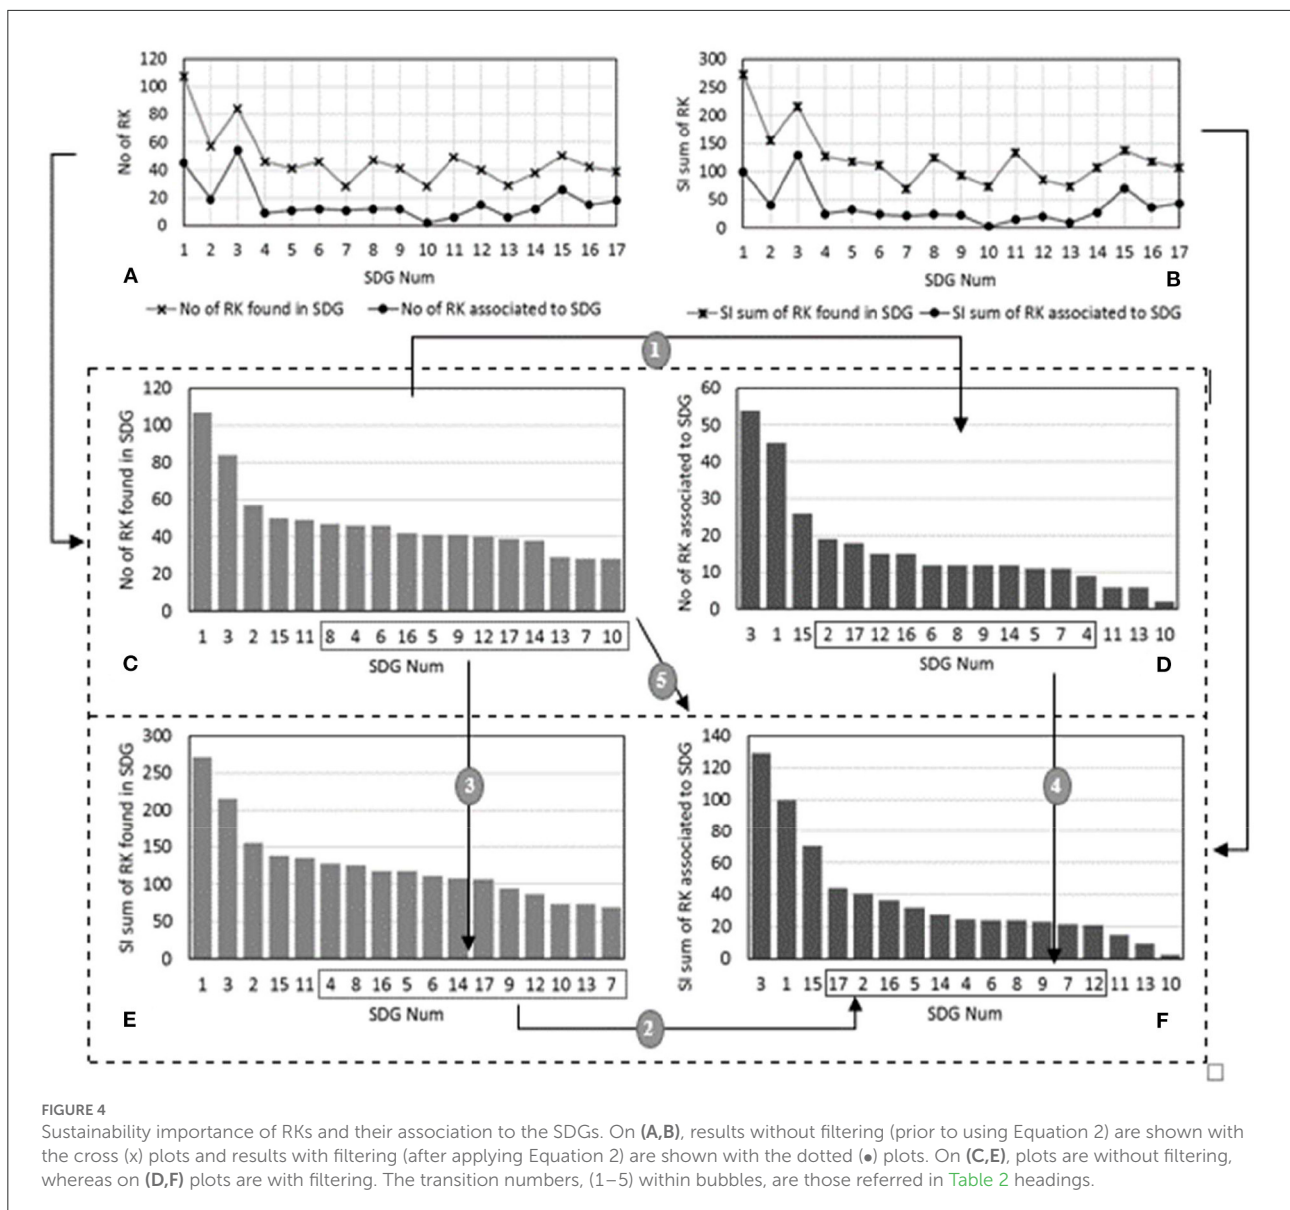 120
100
80
60
40
20
0
No of RK
1 2 3 4 5 6 7 8 9 10 11 12 13 14 15 16 17
SDG Num
A
No of RK found in SDG No of RK associated to SDG
300
250
200
150
100
50
0
SI sum of RK
1 2 3 4 5 6 7 8 9 10 11 12 13 14 15 16 17
SDG Num
B
SI sum of RK found in SDG SI sum of RK associated to SDG
1
120
100
80
60
40
20
0
No of RK found in SDG
1 3 2 15 11 8 4 6 16 5 9 12 17 14 13 7 10
C
SDG Num
60
50
40
30
20
10
0
No of RK associated to SDG
3 1 15 2 17 12 16 6 8 9 14 5 7 4 11 13 10
SDG Num
D
5
300
250
200
150
100
50
0
SI sum of RK found in SDG
3
1 3 2 15 11 4 8 16 5 6 14 17 9 12 10 13 7
E
SDG Num
140
120
100
80
60
40
20
0
SI sum of RK associated to SDG
4
3 1 15 17 2 16 5 14 4 6 8 9 7 12 11 13 10
SDG Num
F
2
FIGURE 4
Sustainability importance of RKs and their association to the SDGs. On (A,B), results without filtering (prior to using Equation 2) are shown with
the cross (x) plots and results with filtering (after applying Equation 2) are shown with the dotted (●) plots. On (C,E), plots are without filtering,
whereas on (D,F) plots are with filtering. The transition numbers, (1–5) within bubbles, are those referred in Table 2 headings.